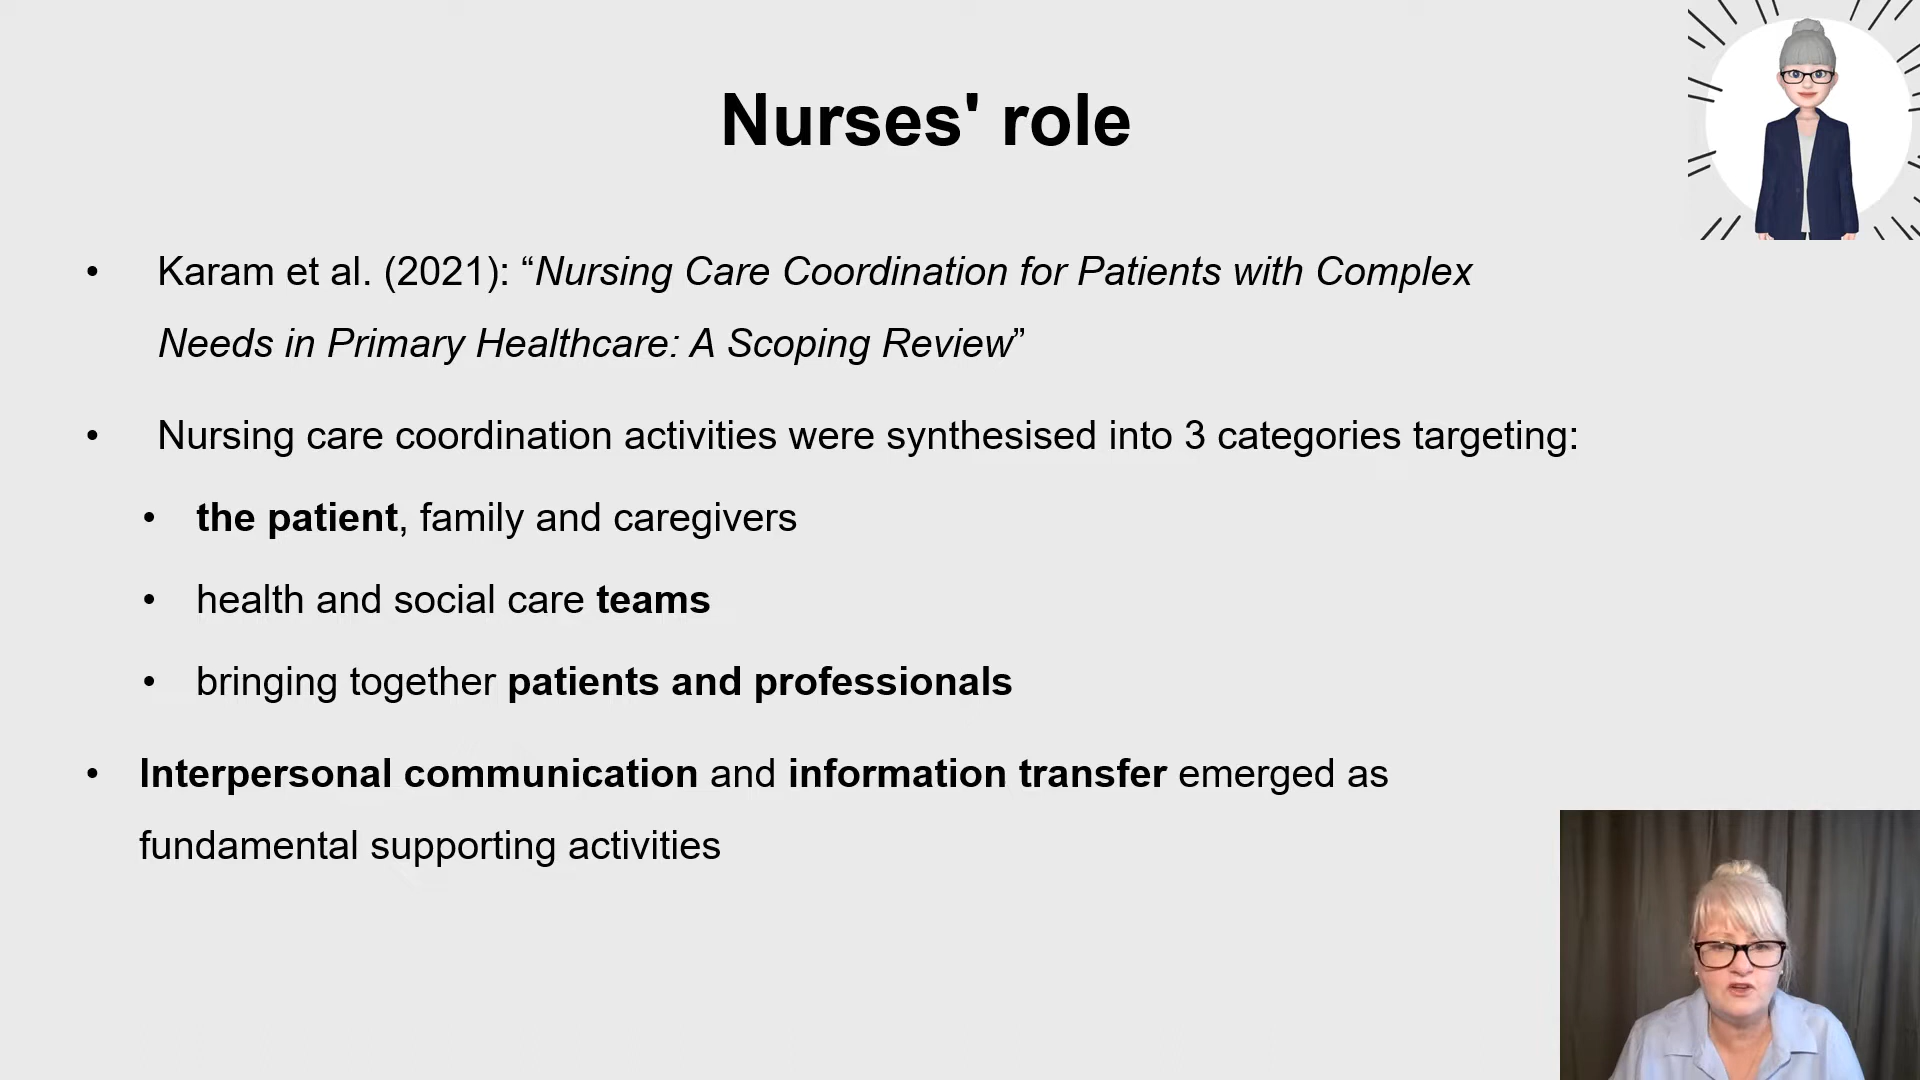 Nurses' role
• Karam et al. (2021): “Nursing Care Coordination for Patients with Complex
Needs in Primary Healthcare: A Scoping Review”
• Nursing care coordination activities were synthesised into 3 categories targeting:
• the patient, family and caregivers
• health and social care teams
• bringing together patients and professionals
• Interpersonal communication and information transfer emerged as
fundamental supporting activities